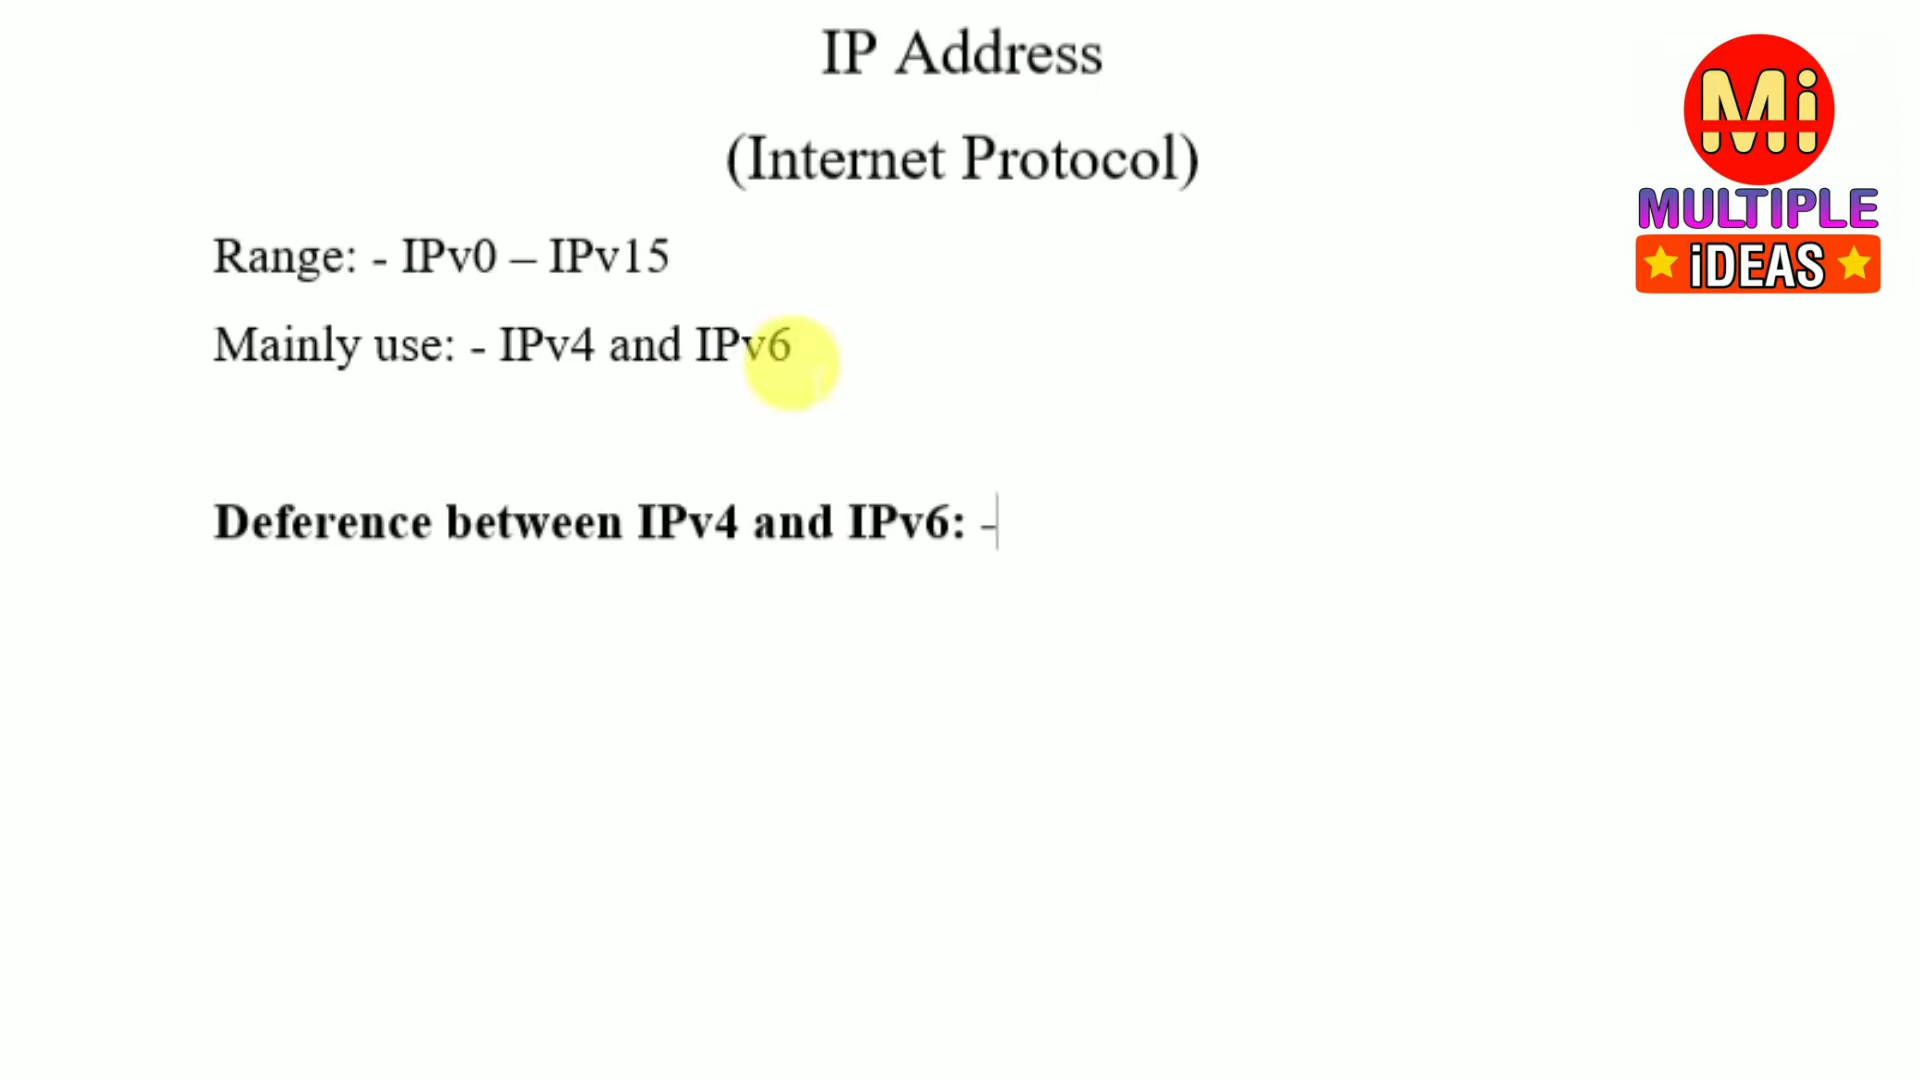 IP Address
(Internet Protocol)
Range: - IPv0 – IPv15
Mainly use: - IPv4 and IPv6
Deference between IPv4 and IPv6: -
Mi
MULTIPLE
iDEAS